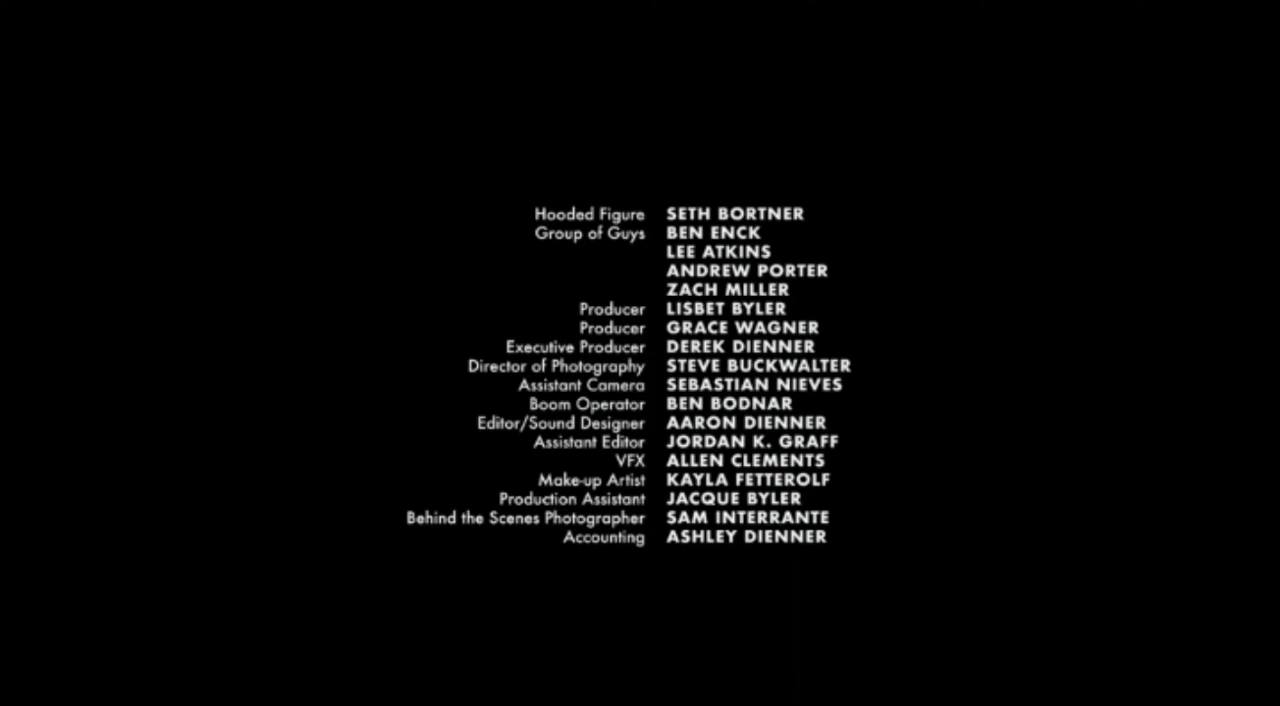 Hooded Figure SETH BORTNER
Group of Guys BEN ENCK
LEE ATKINS
ANDREW PORTER
ZACH MILLER
Producer LISBET BYLER
Producer GRACE WAGNER
Executive Producer DEREK DIENNER
Director of Photography STEVE BUCKWALTER
Assistant Camera SEBASTIAN NIEVES
Boom Operator BEN BODNAR
Editor/Sound Designer AARON DIENNER
Assistant Editor JORDAN K. GRAFF
VFX ALLEN CLEMENTS
Make-up Artist KAYLA FETTEROLF
Production Assistant JACQUE BYLER
Behind the Scenes Photographer SAM INTERRANTE
Accounting ASHLEY DIENNER